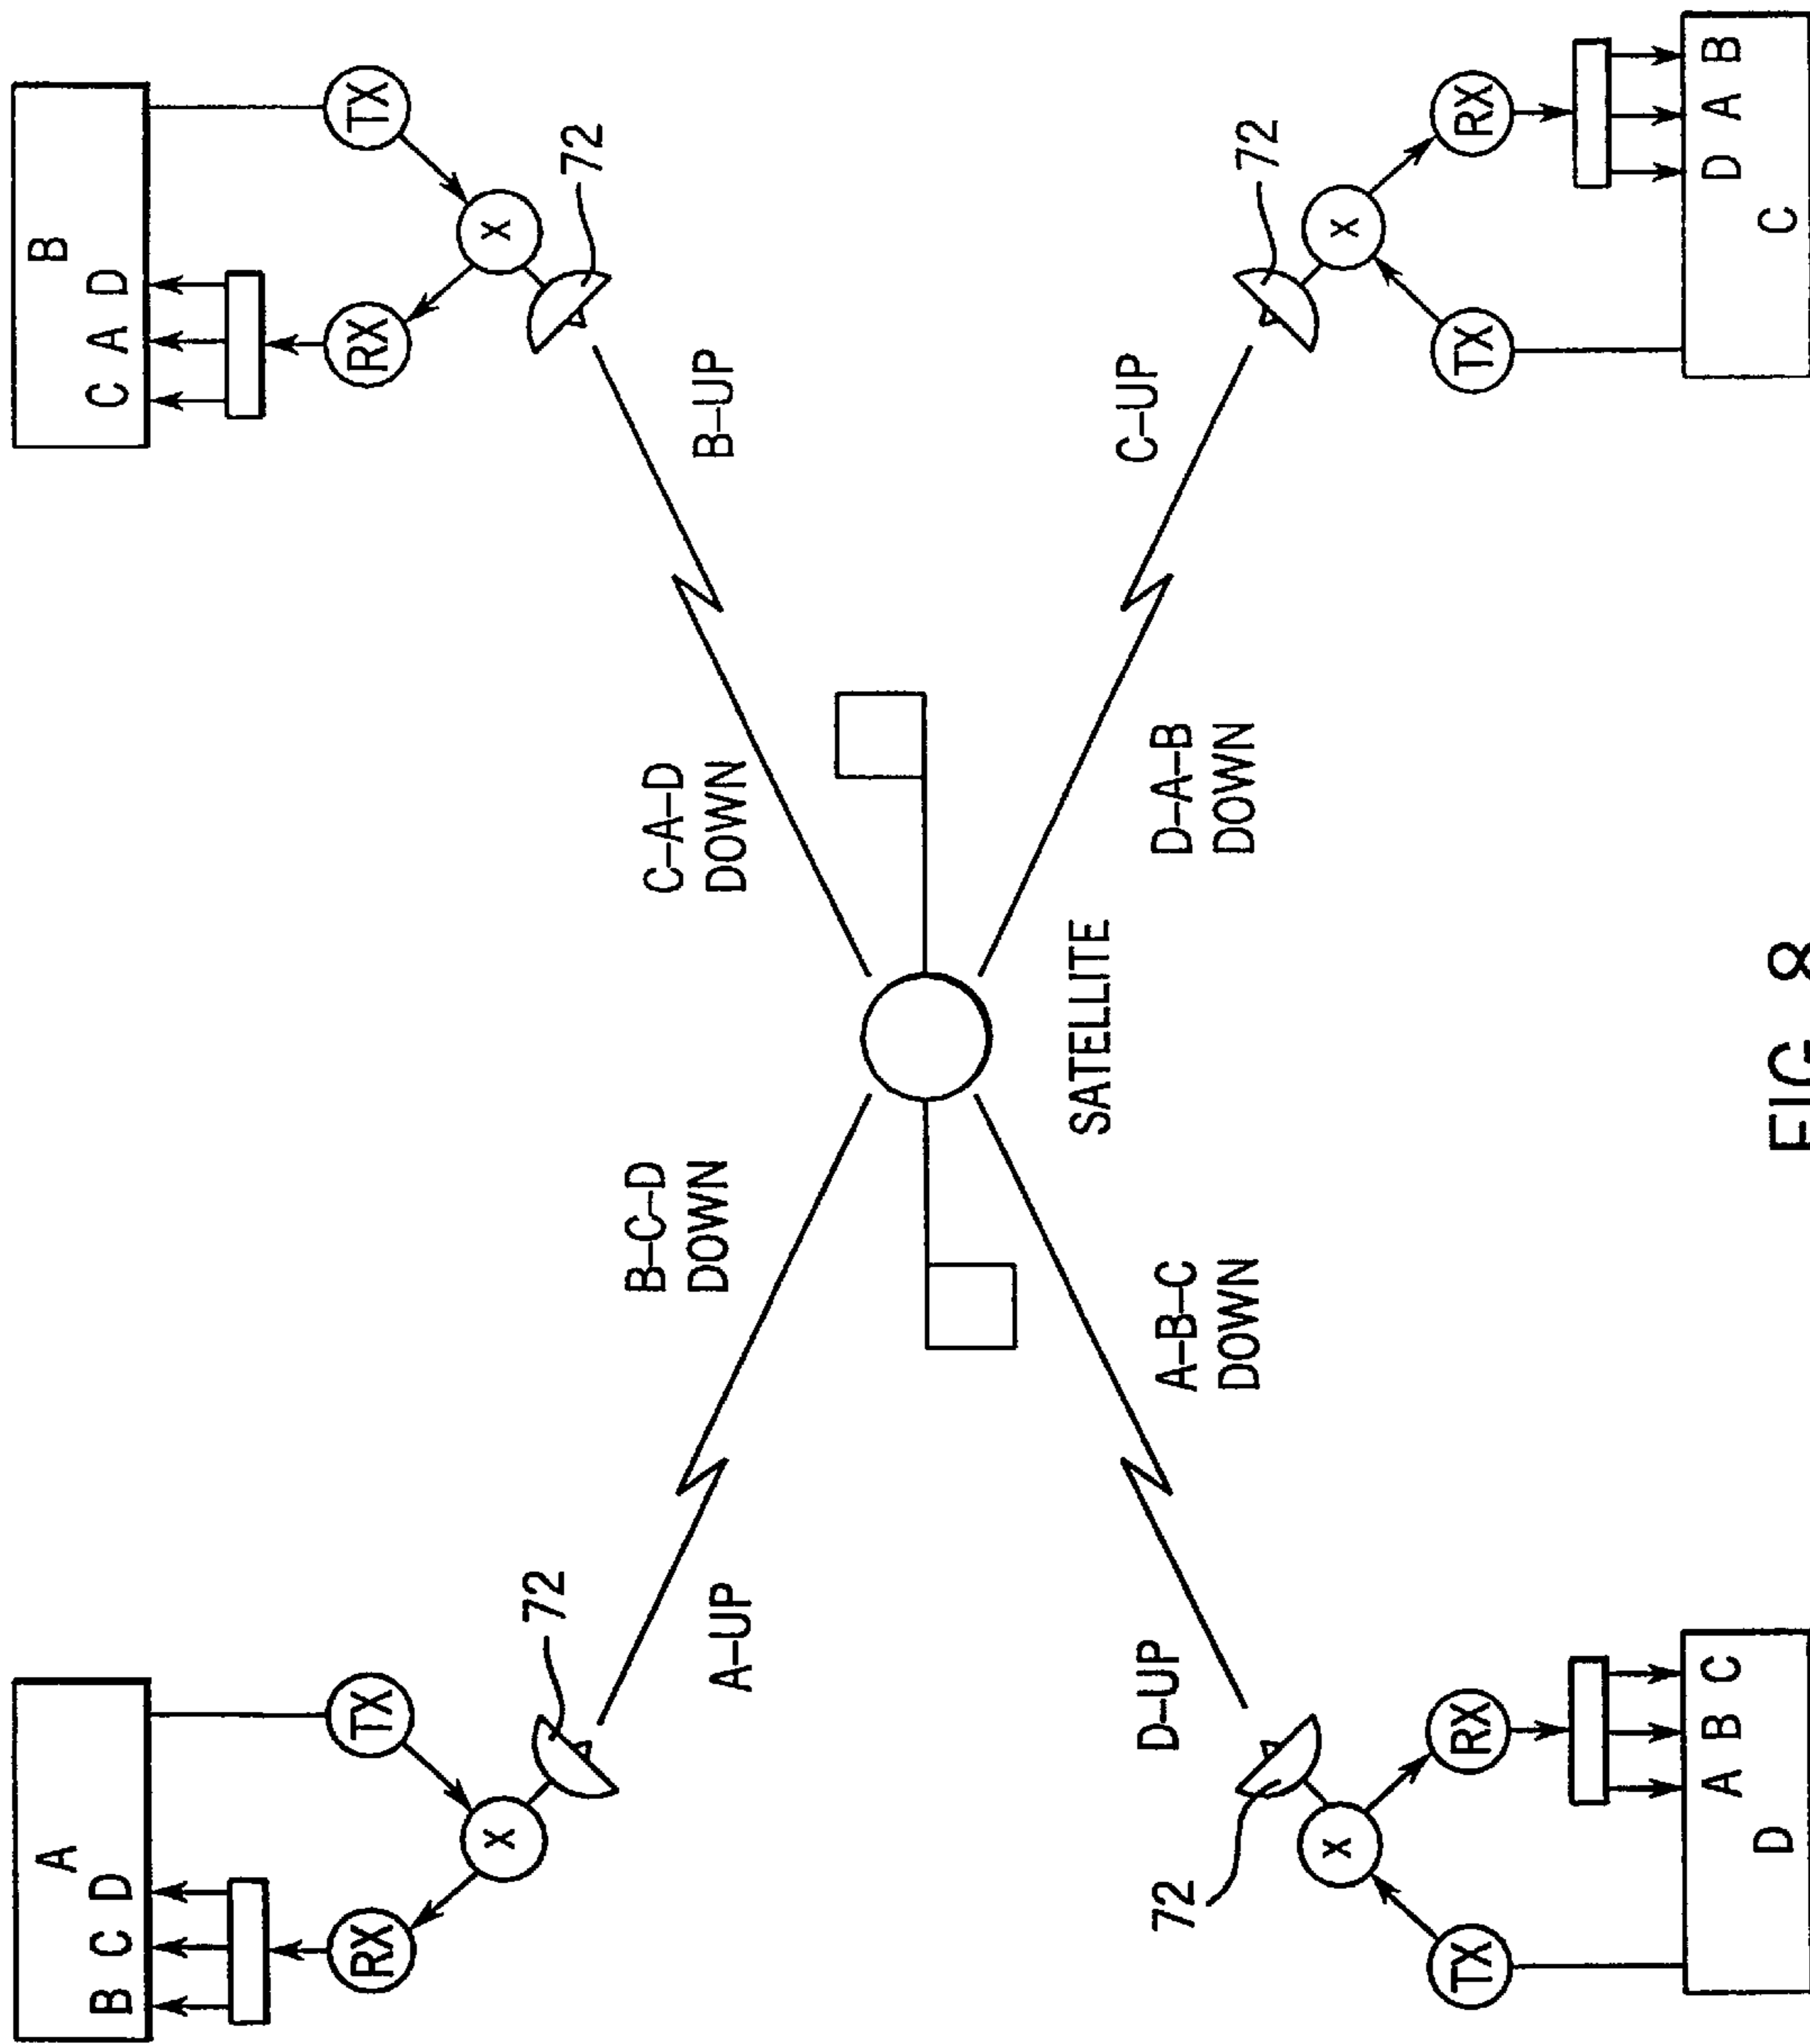 A
B C D
RX
TX
X
72
A-UP
B-C-D
DOWN
B
C A D
RX
TX
X
72
B-UP
C-A-D
DOWN
SATELLITE
D-UP
A-B-C
DOWN
72
X
TX
RX
A B C
D
C-UP
D-A-B
DOWN
72
X
TX
RX
D A B
C
FIG 8